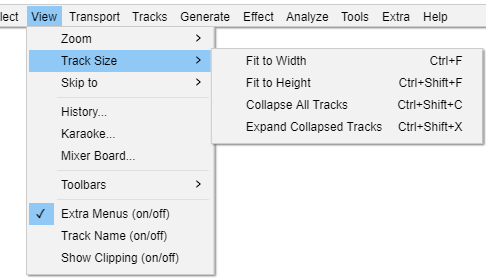 lect View Transport Tracks Generate Effect Analyze Tools Extra Help
Zoom
Track Size
Skip to
History...
Karaoke...
Mixer Board...
Toolbars
Extra Menus (on/off)
Track Name (on/off)
Show Clipping (on/off)
Fit to Width Ctrl+F
Fit to Height Ctrl+Shift+F
Collapse All Tracks Ctrl+Shift+C
Expand Collapsed Tracks Ctrl+Shift+X